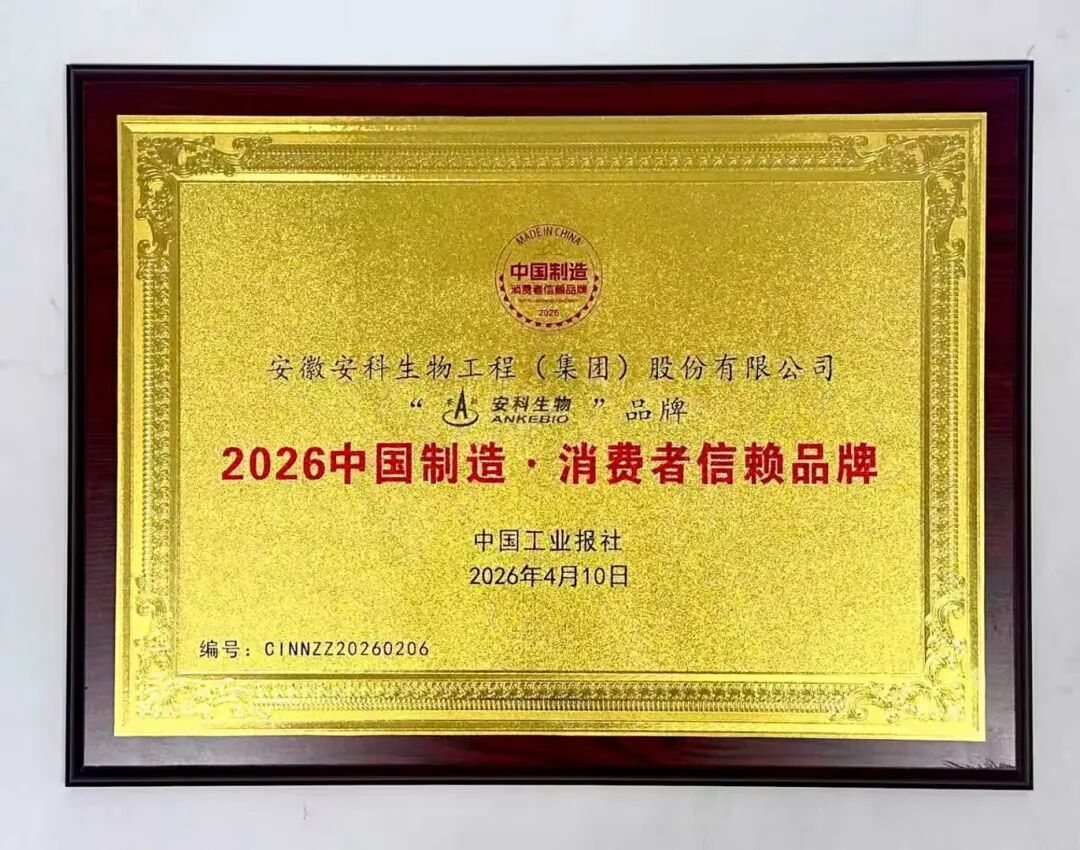 MADE IN CHINA
中国制造
消费者信赖品牌
2026
安徽安科生物工程（集团）股份有限公司
“ 安科生物 ”品牌
ANKEBIO
2026中国制造·消费者信赖品牌
中国工业报社
2026年4月10日
编号：CINNZZ20260206